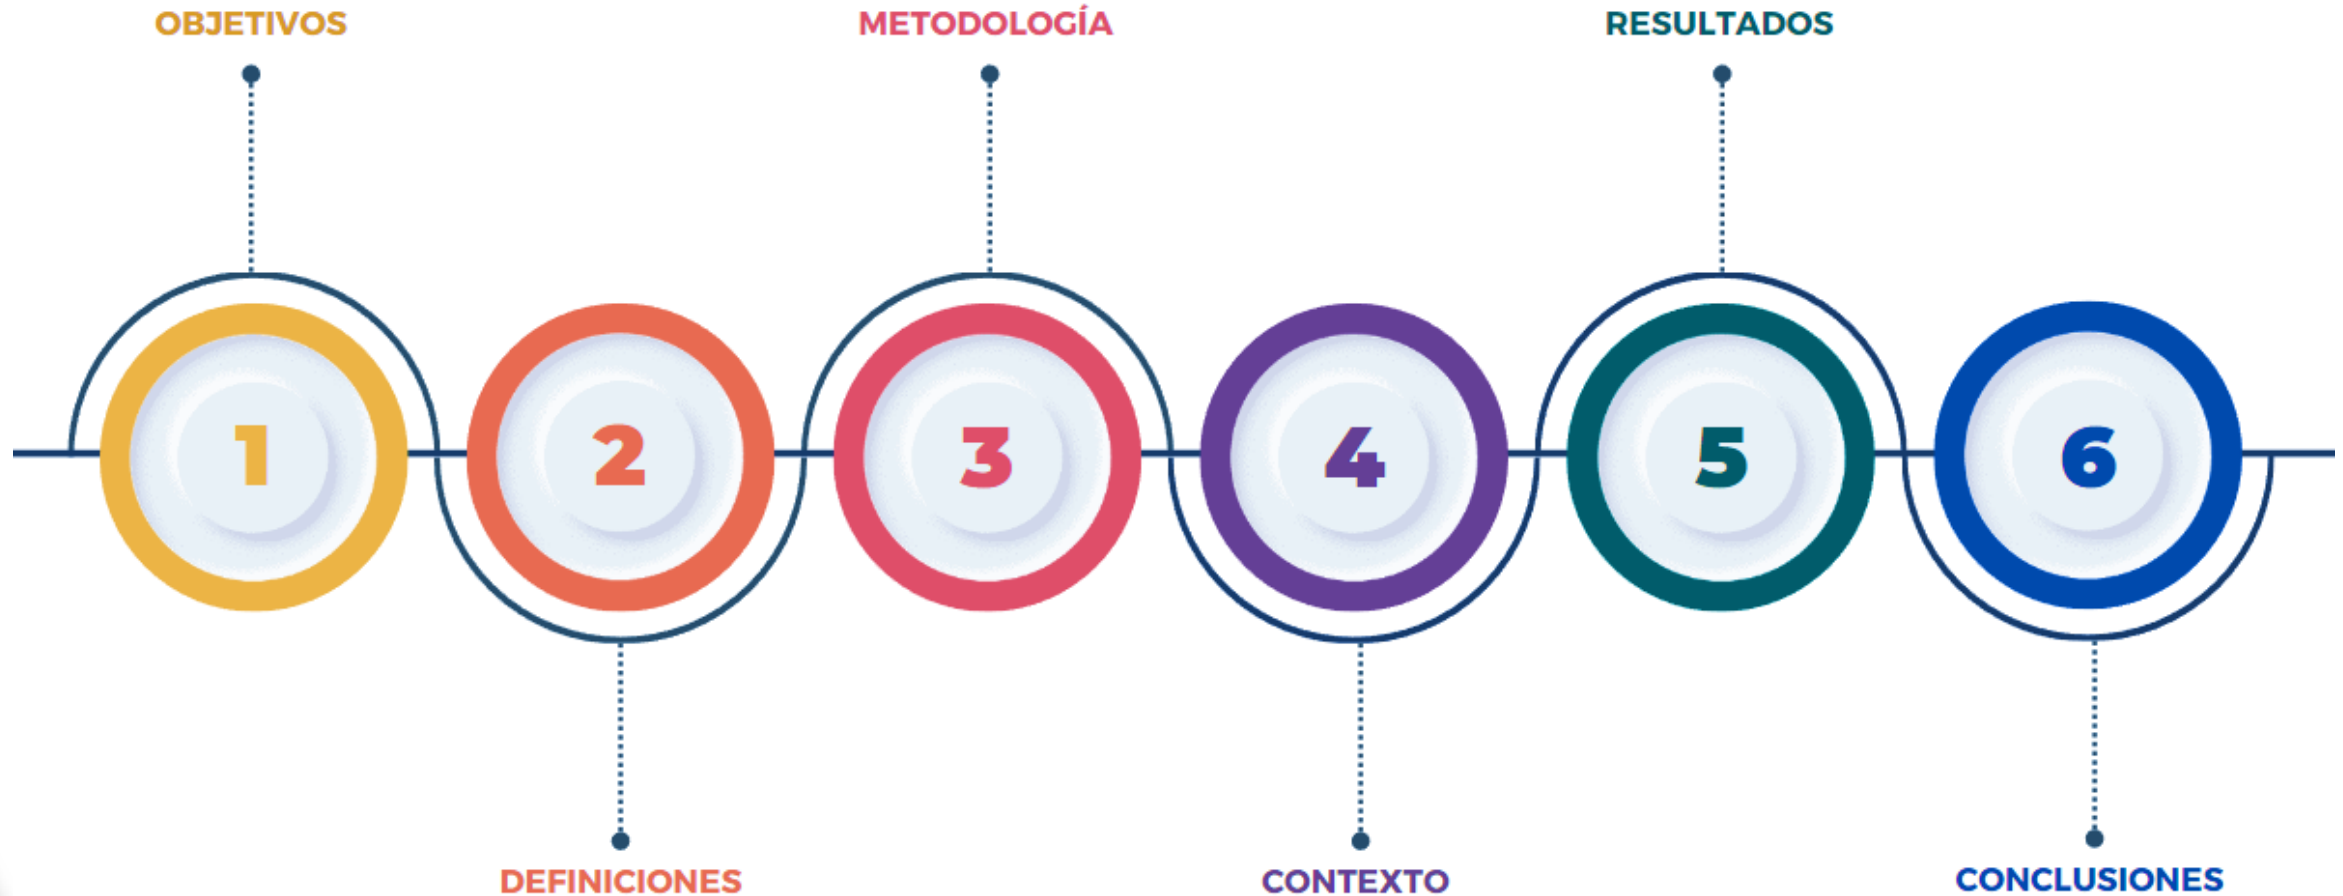 OBJETIVOS
METODOLOGÍA
RESULTADOS
1
2
3
4
5
6
DEFINICIONES
CONTEXTO
CONCLUSIONES